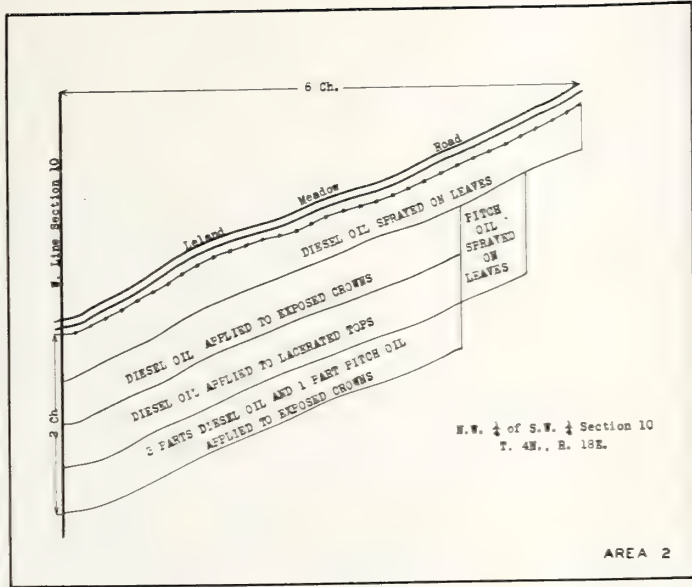 6 Ch.
W. Line Section 10
Leland Meadow Road
DIESEL OIL SPRAYED ON LEAVES
PITCH
OIL
SPRAYED
ON
LEAVES
DIESEL OIL APPLIED TO EXPOSED CROWNS
DIESEL OIL APPLIED TO LACERATED TOPS
3 PARTS DIESEL OIL AND 1 PART PITCH OIL
APPLIED TO EXPOSED CROWNS
2 Ch.
N.W. ¼ of S.W. ¼ Section 10
T. 4N., R. 18E.
AREA 2